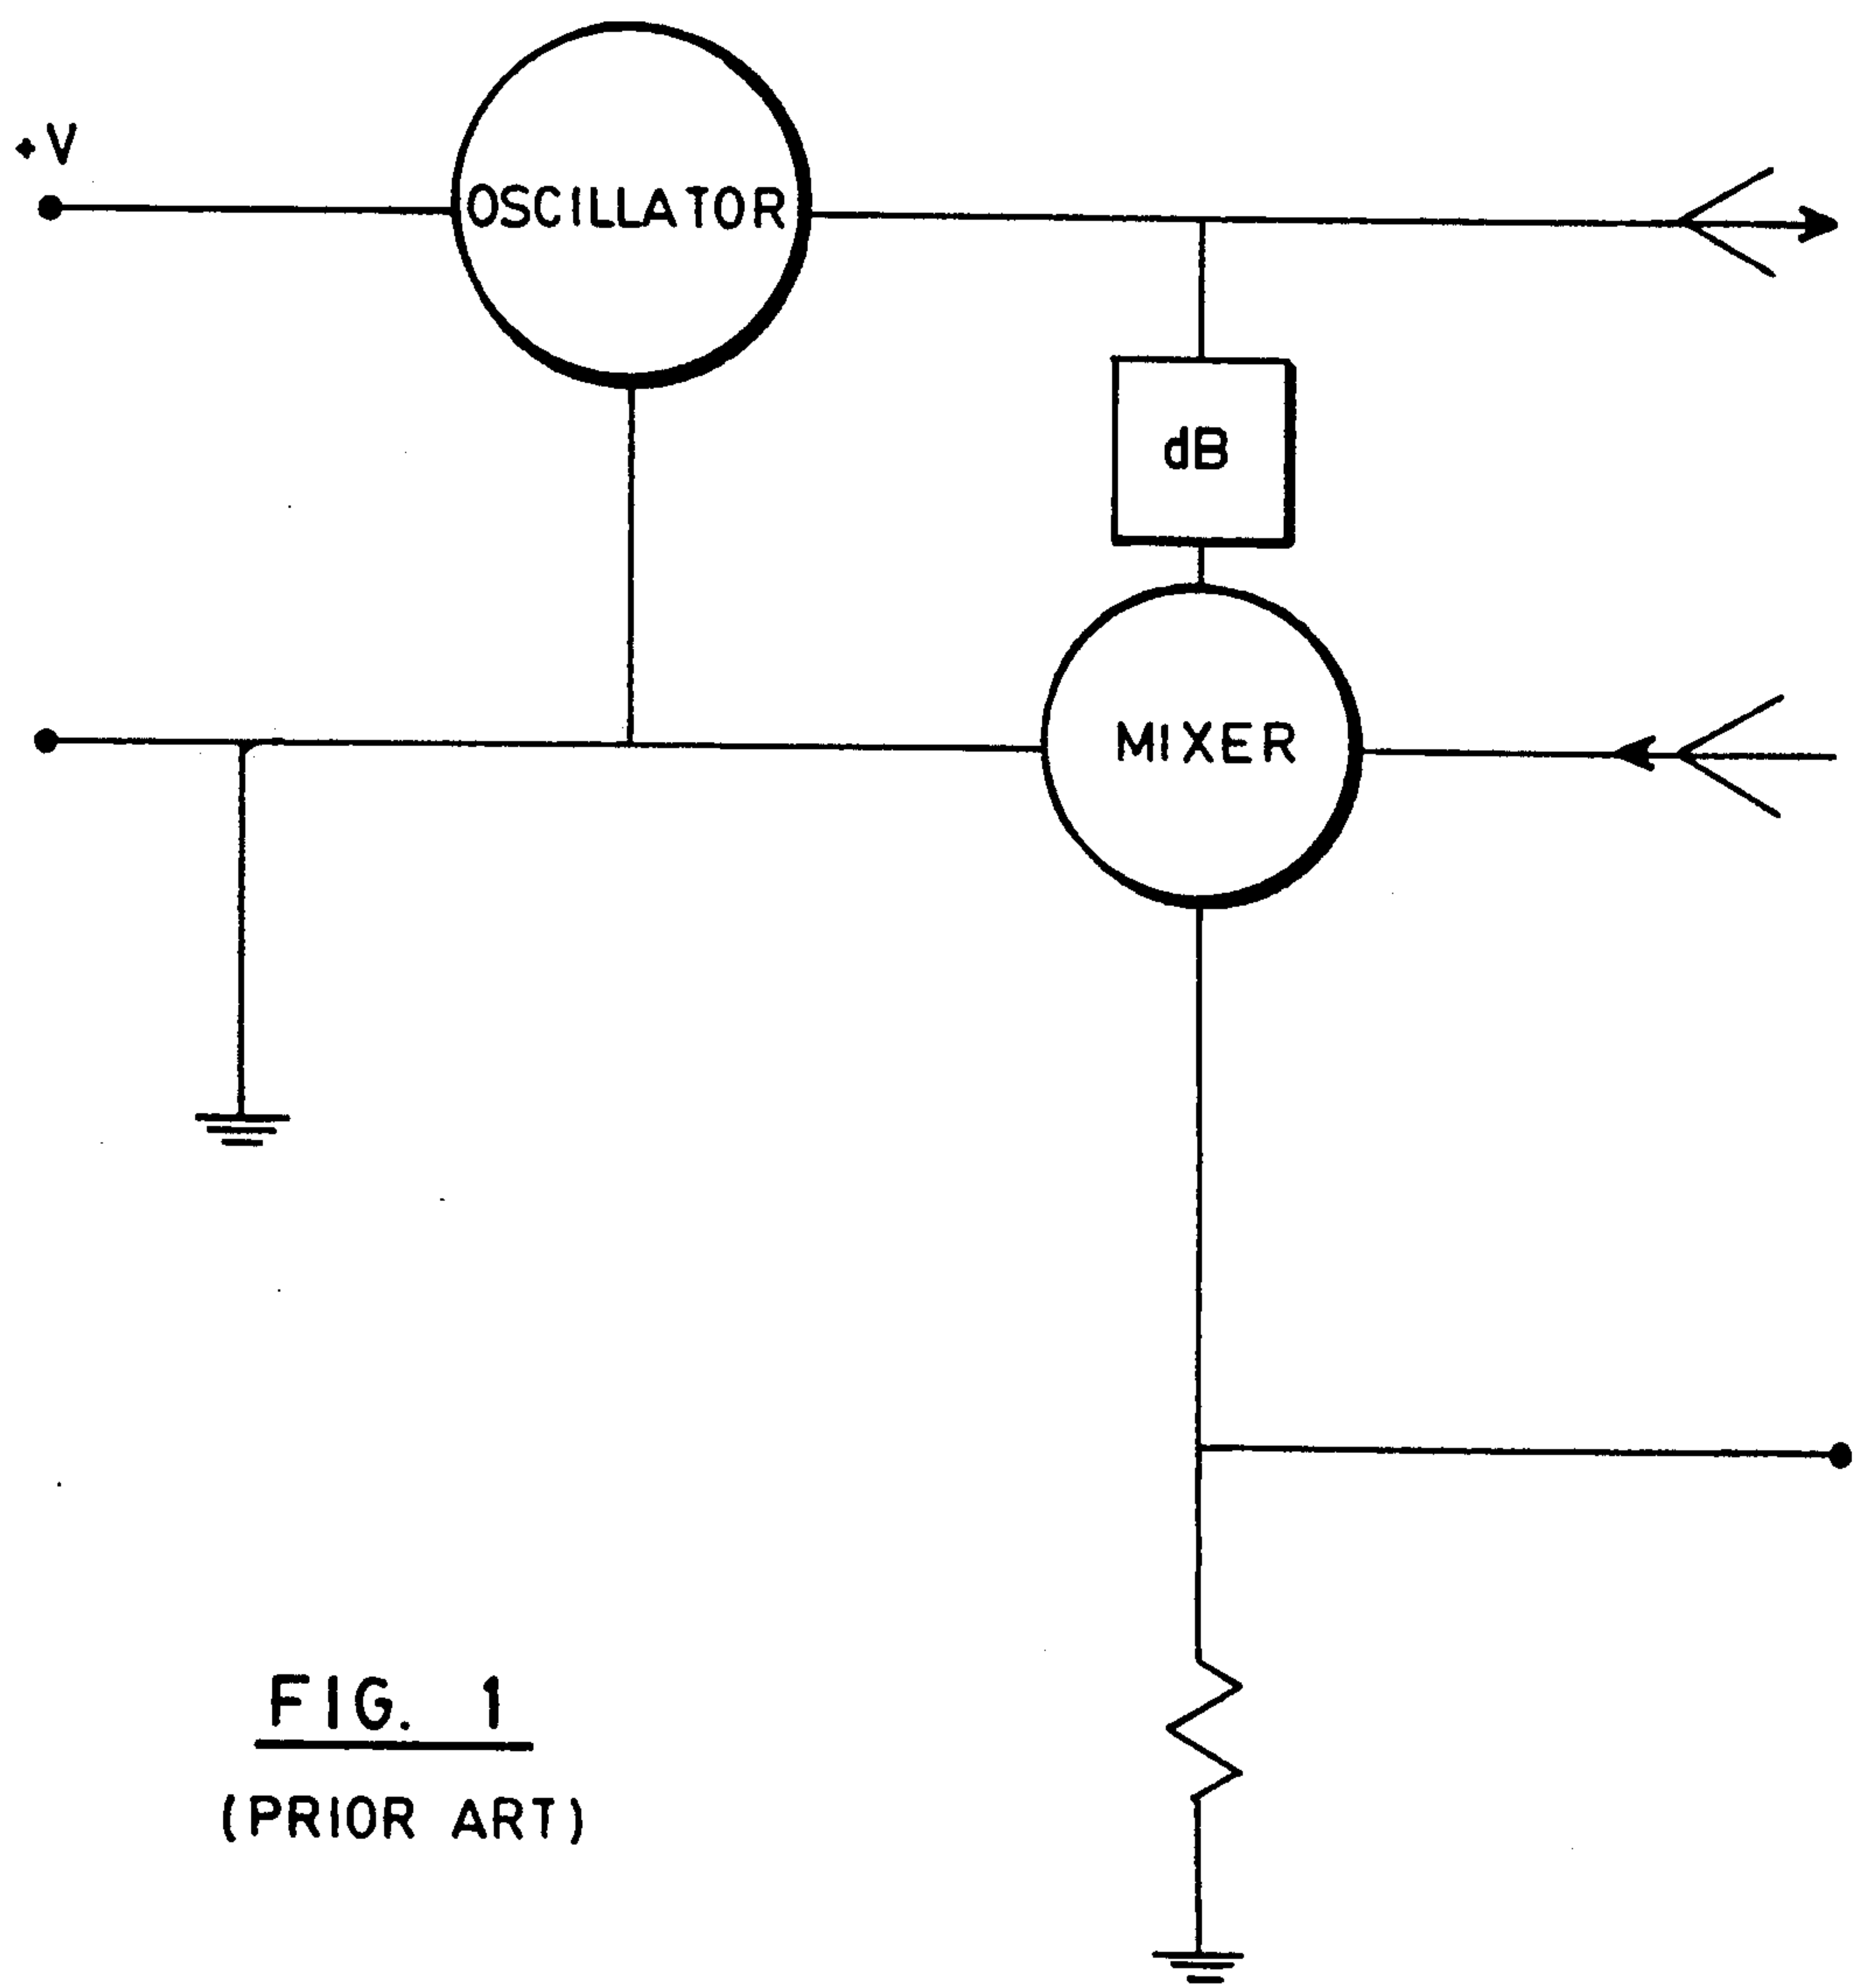 +V
OSCILLATOR
dB
MIXER
FIG. 1
(PRIOR ART)